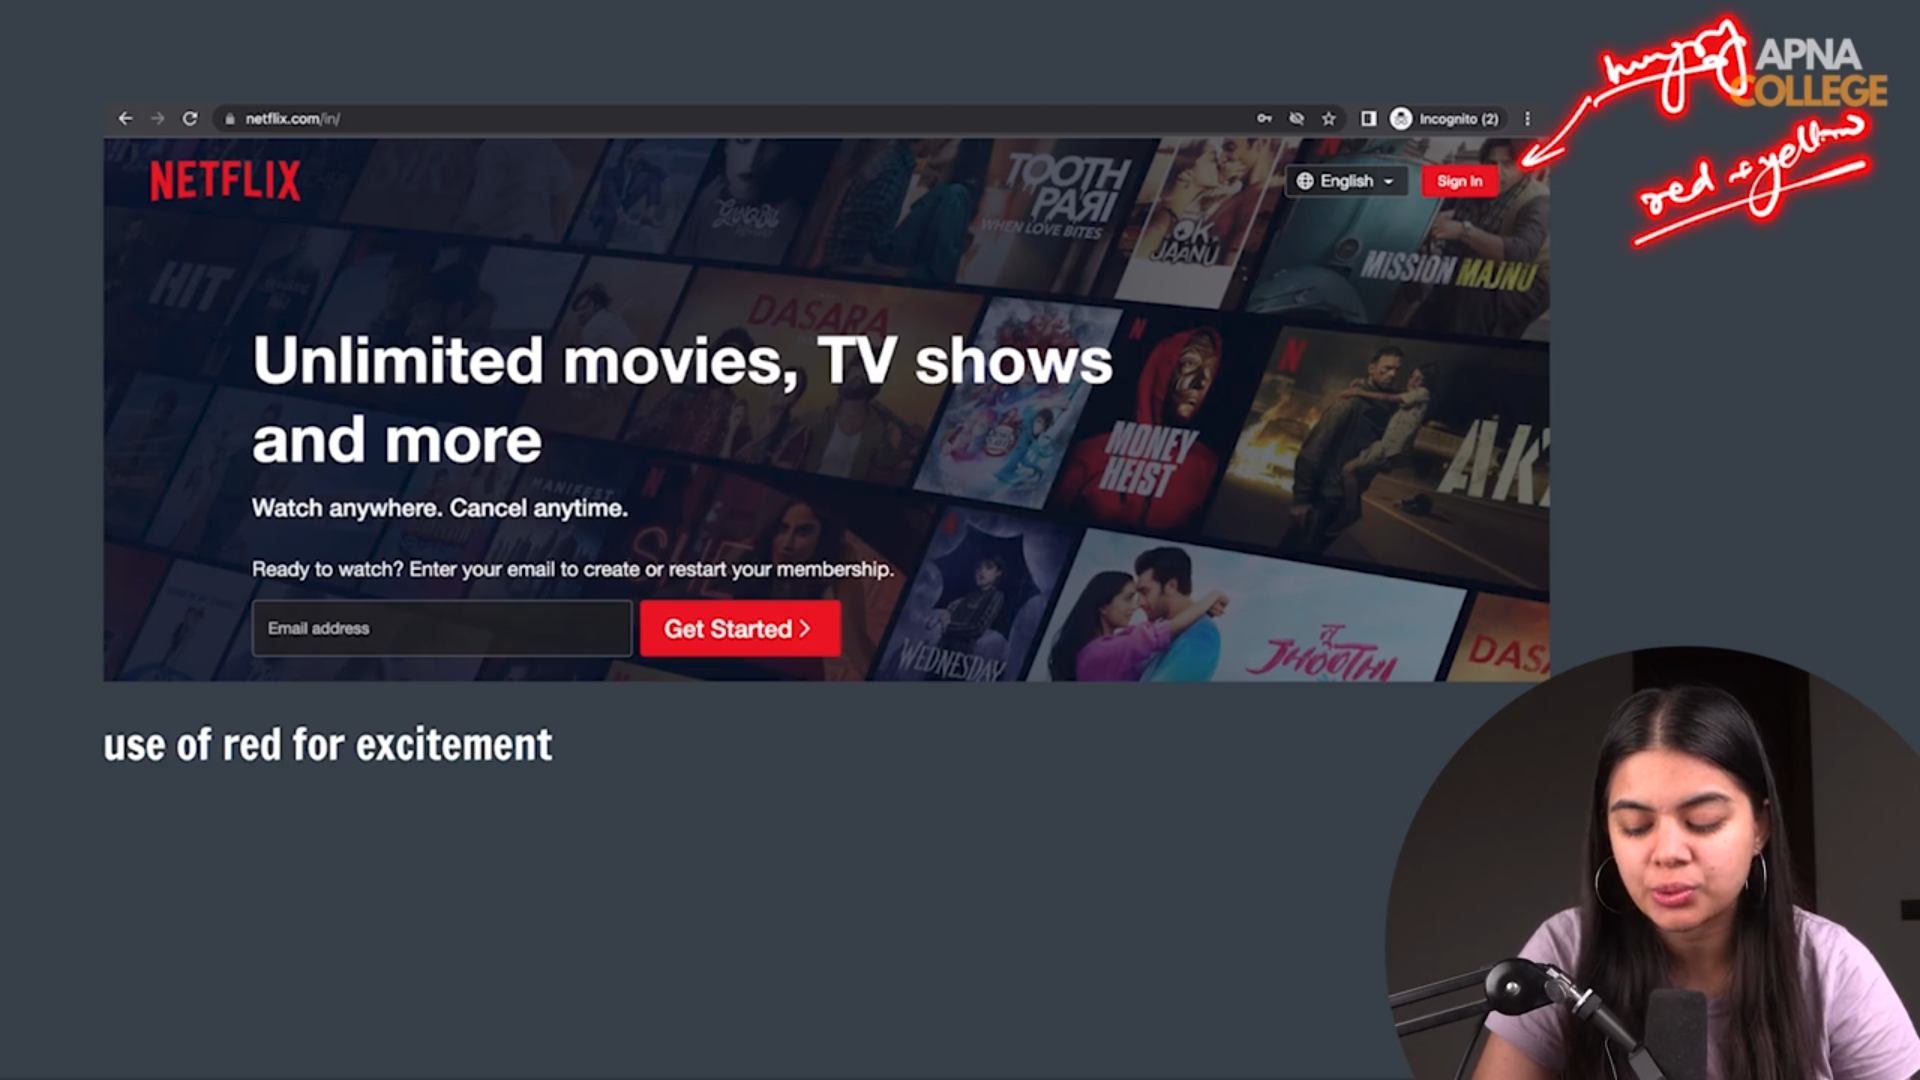 hungry
APNA
COLLEGE
red + yellow
netflix.com/in/
Incognito (2)
NETFLIX
English
Sign In
TOOTH
PARI
WHEN LOVE BITES
OK
JAANU
MISSION MAJNU
HIT
DASARA
Unlimited movies, TV shows
and more
MONEY
HEIST
AK
MANIFEST
Watch anywhere. Cancel anytime.
SHE
Ready to watch? Enter your email to create or restart your membership.
Email address
Get Started >
WEDNESDAY
तू
JHOOTHI
DAS
use of red for excitement